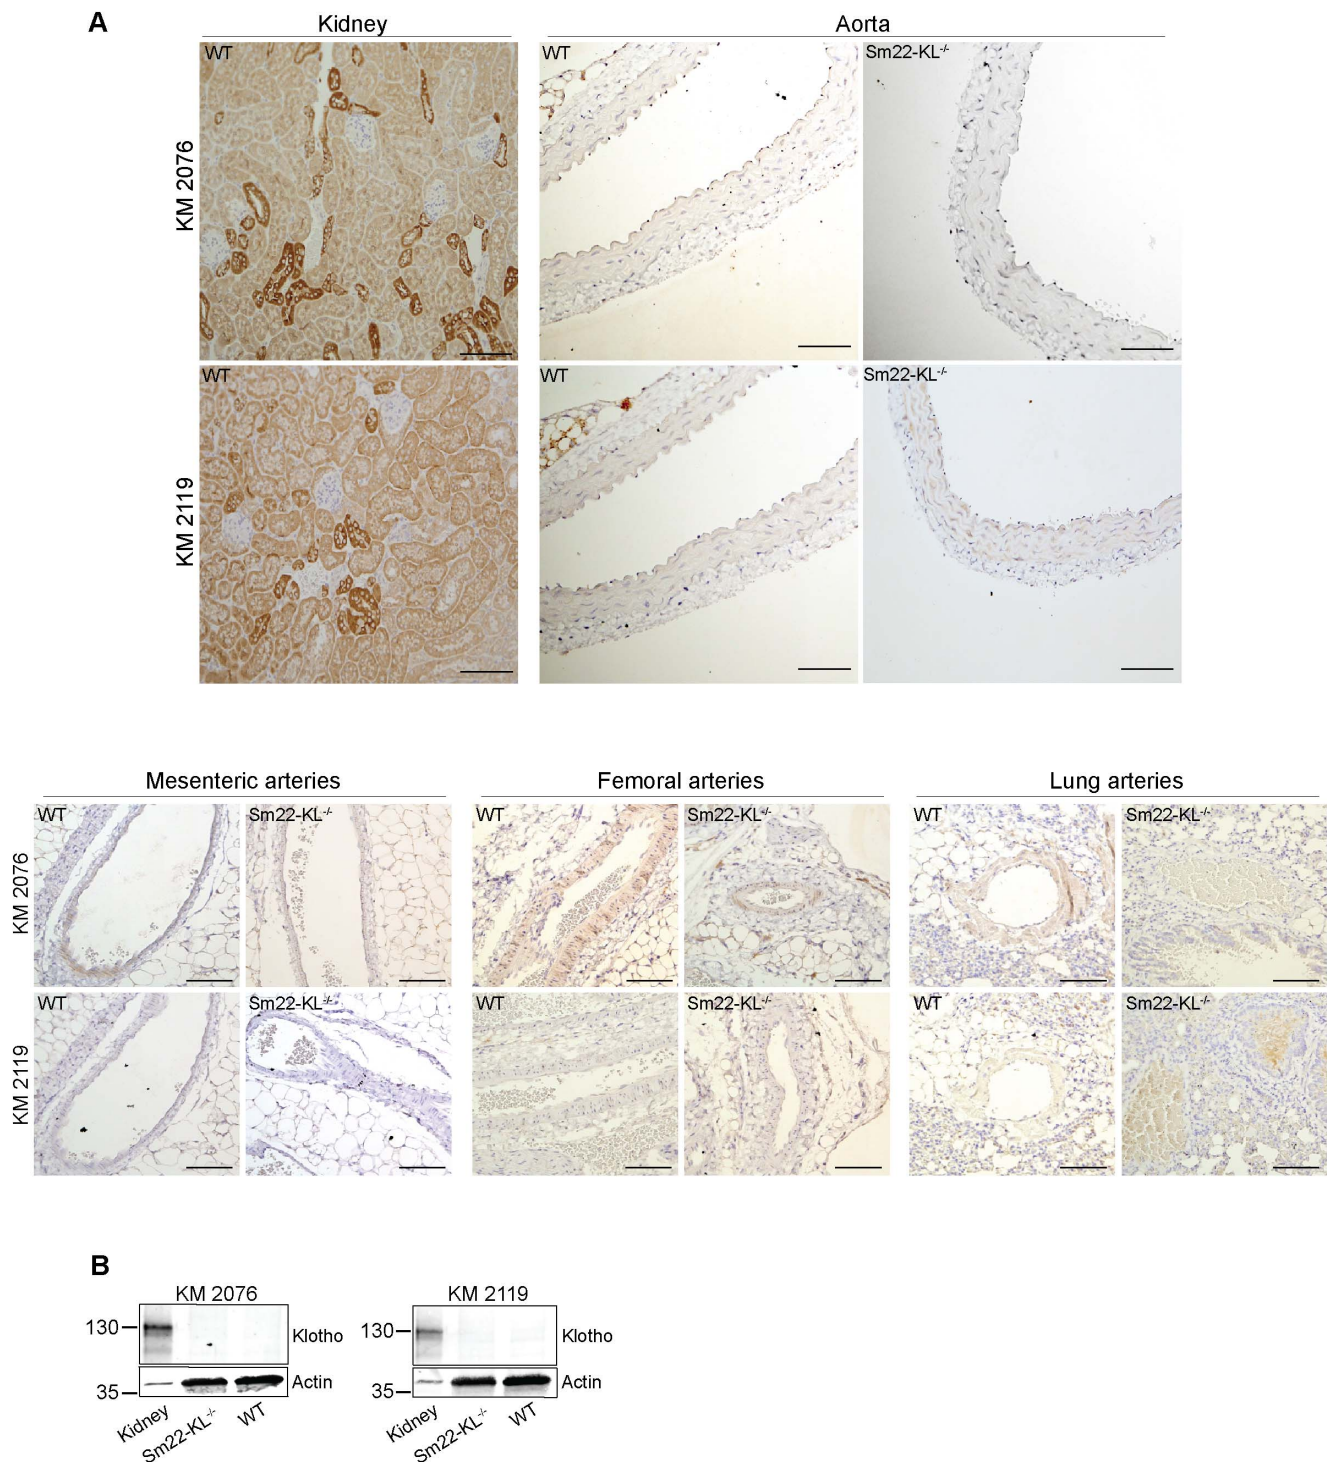 A
Kidney
Aorta
KM 2076
WT
WT
Sm22-KL-/-
KM 2119
WT
WT
Sm22-KL-/-
Mesenteric arteries
Femoral arteries
Lung arteries
KM 2076
WT
Sm22-KL-/-
WT
Sm22-KL-/-
WT
Sm22-KL-/-
KM 2119
WT
Sm22-KL-/-
WT
Sm22-KL-/-
WT
Sm22-KL-/-
B
KM 2076
130
Klotho
35
Actin
Kidney
Sm22-KL-/-
WT
KM 2119
130
Klotho
35
Actin
Kidney
Sm22-KL-/-
WT